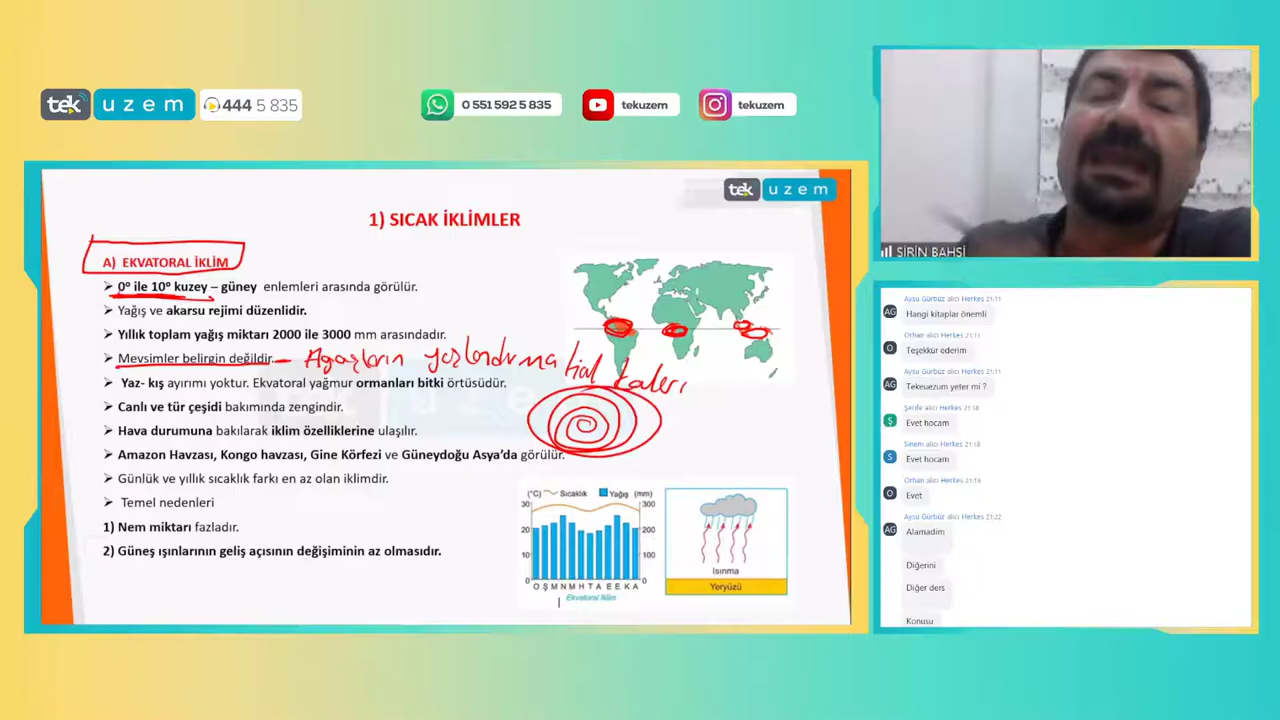 tek uzem 444 5 835
0 551 592 5 835
tekuzem
tekuzem
tek uzem
1) SICAK İKLİMLER
A) EKVATORAL İKLİM
0° ile 10° kuzey – güney enlemleri arasında görülür.
Yağış ve akarsu rejimi düzenlidir.
Yıllık toplam yağış miktarı 2000 ile 3000 mm arasındadır.
Mevsimler belirgin değildir.
Yaz- kış ayırımı yoktur. Ekvatoral yağmur ormanları bitki örtüsüdür.
Canlı ve tür çeşidi bakımında zengindir.
Hava durumuna bakılarak iklim özelliklerine ulaşılır.
Amazon Havzası, Kongo havzası, Gine Körfezi ve Güneydoğu Asya’da görülür.
Günlük ve yıllık sıcaklık farkı en az olan iklimdir.
Temel nedenleri
1) Nem miktarı fazladır.
2) Güneş ışınlarının geliş açısının değişiminin az olmasıdır.
(°C) Sıcaklık Yağış (mm)
30 300
20 200
10 100
0 0
O Ş M N M H T A E E K A
Ekvatoral İklim
Isınma
Yeryüzü
ŞİRİN BAHŞİ
Aysu Gürbüz alıcı Herkes 21:11
AG Hangi kitaplar önemli
Orhan alıcı Herkes 21:11
O Teşekkür ederim
Aysu Gürbüz alıcı Herkes 21:11
AG Tekeuezum yeter mi ?
Şerife alıcı Herkes 21:18
Ş Evet hocam
Sinem alıcı Herkes 21:18
S Evet hocam
Orhan alıcı Herkes 21:18
O Evet
Aysu Gürbüz alıcı Herkes 21:22
AG Alamadim
Diğerini
Diğer ders
Konusu